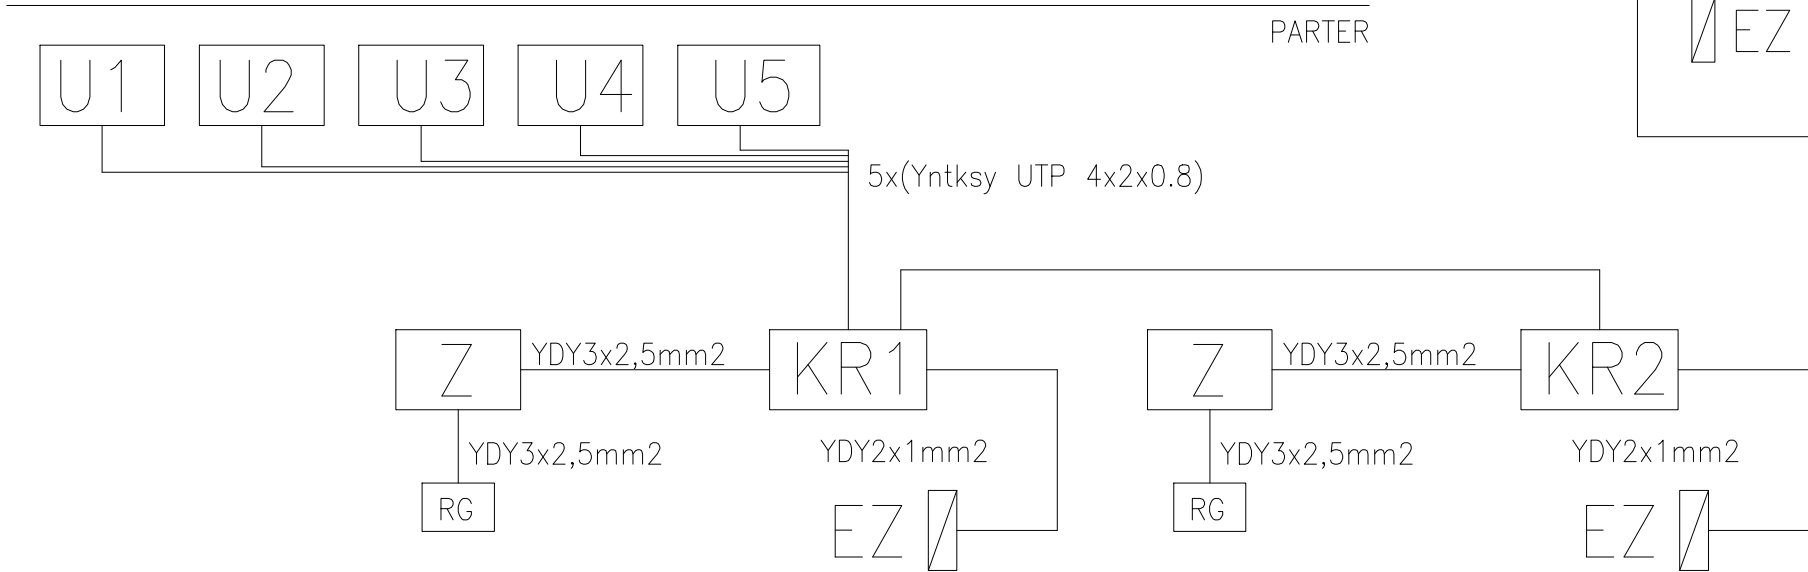 PARTER
EZ
U1 U2 U3 U4 U5
5x(Yntksy UTP 4x2x0.8)
Z YDY3x2,5mm2 KR1 Z YDY3x2,5mm2 KR2
YDY3x2,5mm2 YDY2x1mm2 YDY3x2,5mm2 YDY2x1mm2
RG EZ RG EZ